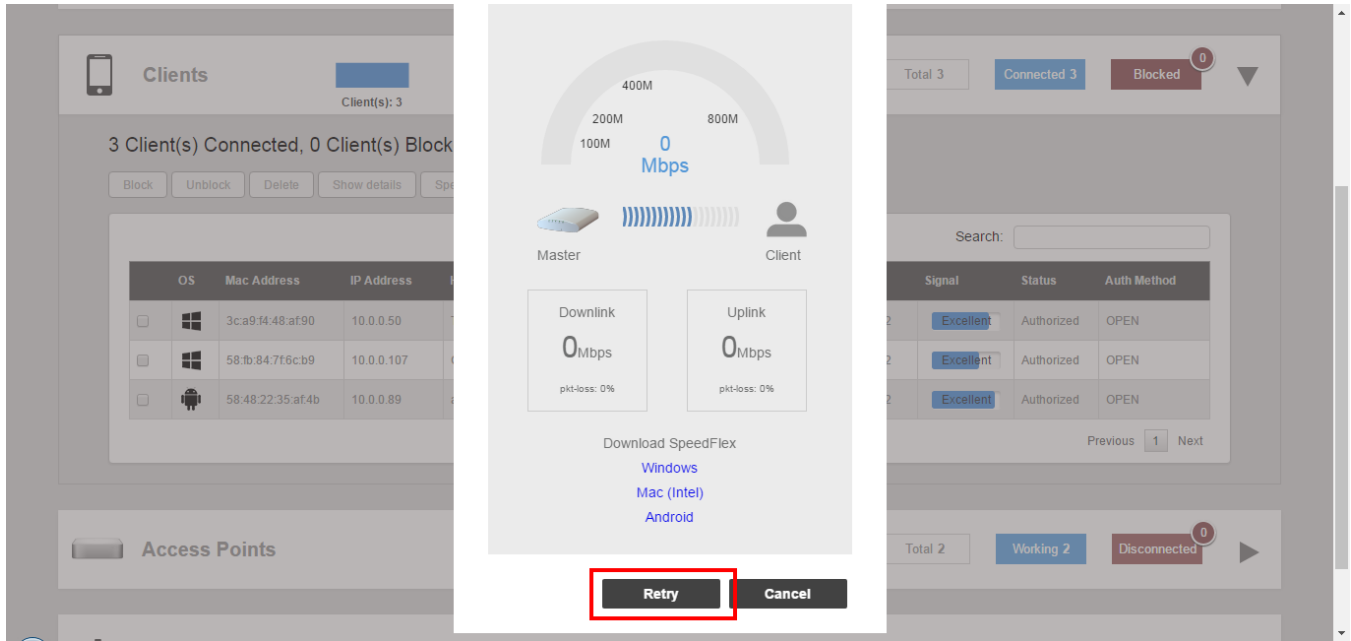 Clients
Client(s): 3
Total 3
Connected 3
Blocked
0
3 Client(s) Connected, 0 Client(s) Block
Block Unblock Delete Show details Spe
Search:
OS Mac Address IP Address Signal Status Auth Method
3c:a9:f4:48:af:90 10.0.0.50 2 Excellent Authorized OPEN
58:fb:84:7f:6c:b9 10.0.0.107 2 Excellent Authorized OPEN
58:48:22:35:af:4b 10.0.0.89 2 Excellent Authorized OPEN
Previous 1 Next
Access Points
Total 2
Working 2
Disconnected
0
400M
200M 800M
100M 0
Mbps
Master Client
Downlink
0Mbps
pkt-loss: 0%
Uplink
0Mbps
pkt-loss: 0%
Download SpeedFlex
Windows
Mac (Intel)
Android
Retry Cancel